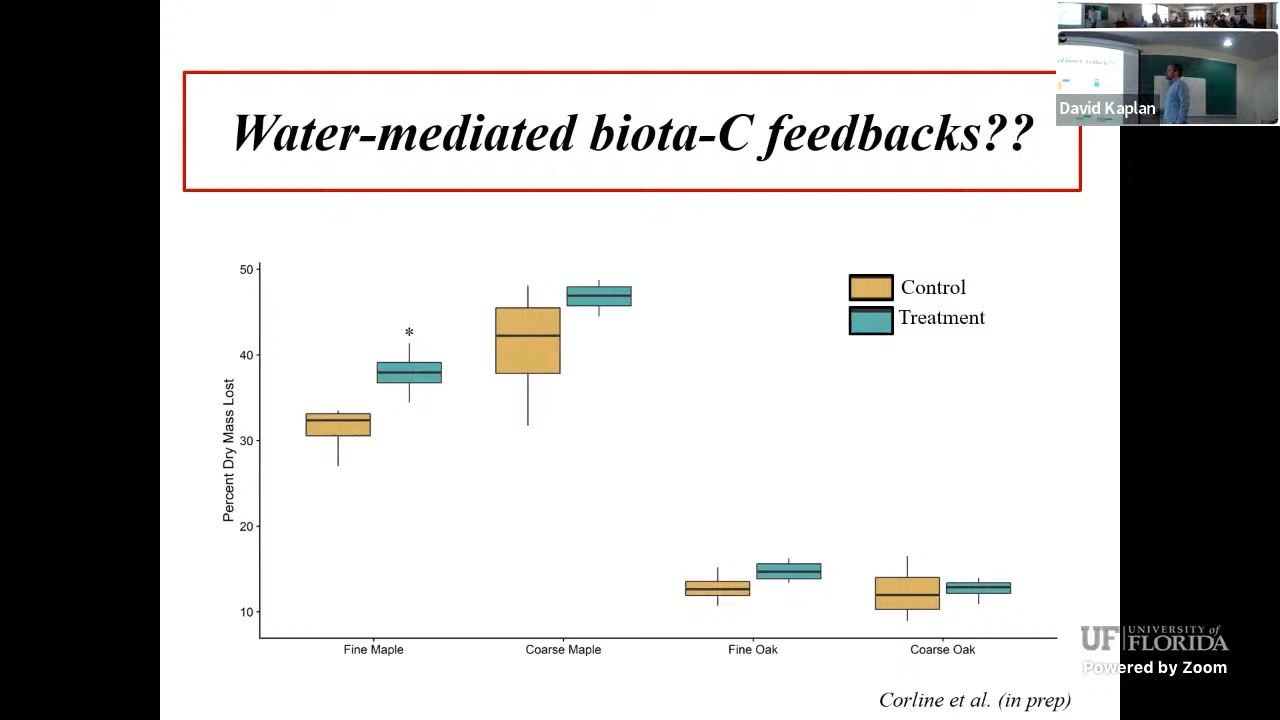 Water-mediated biota-C feedbacks??
David Kaplan
Control
Treatment
*
Percent Dry Mass Lost
50
40
30
20
10
Fine Maple
Coarse Maple
Fine Oak
Coarse Oak
UF UNIVERSITY of
FLORIDA
Powered by Zoom
Corline et al. (in prep)